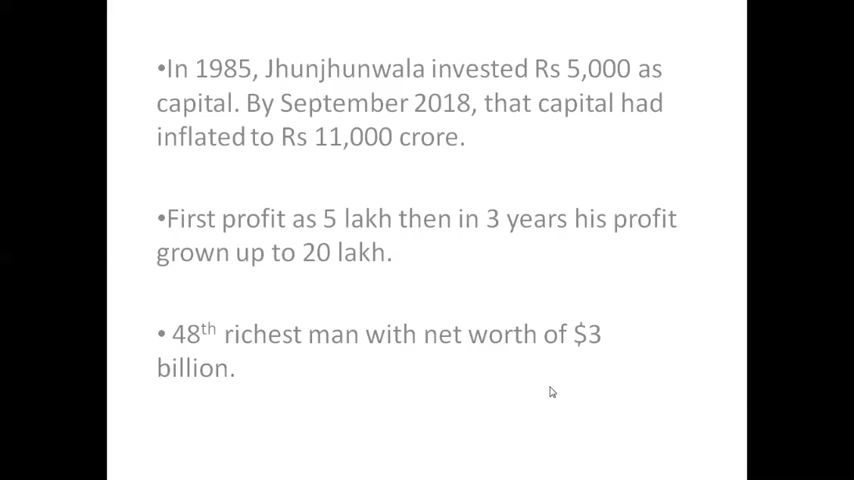 •In 1985, Jhunjhunwala invested Rs 5,000 as
capital. By September 2018, that capital had
inflated to Rs 11,000 crore.
•First profit as 5 lakh then in 3 years his profit
grown up to 20 lakh.
• 48th richest man with net worth of $3
billion.